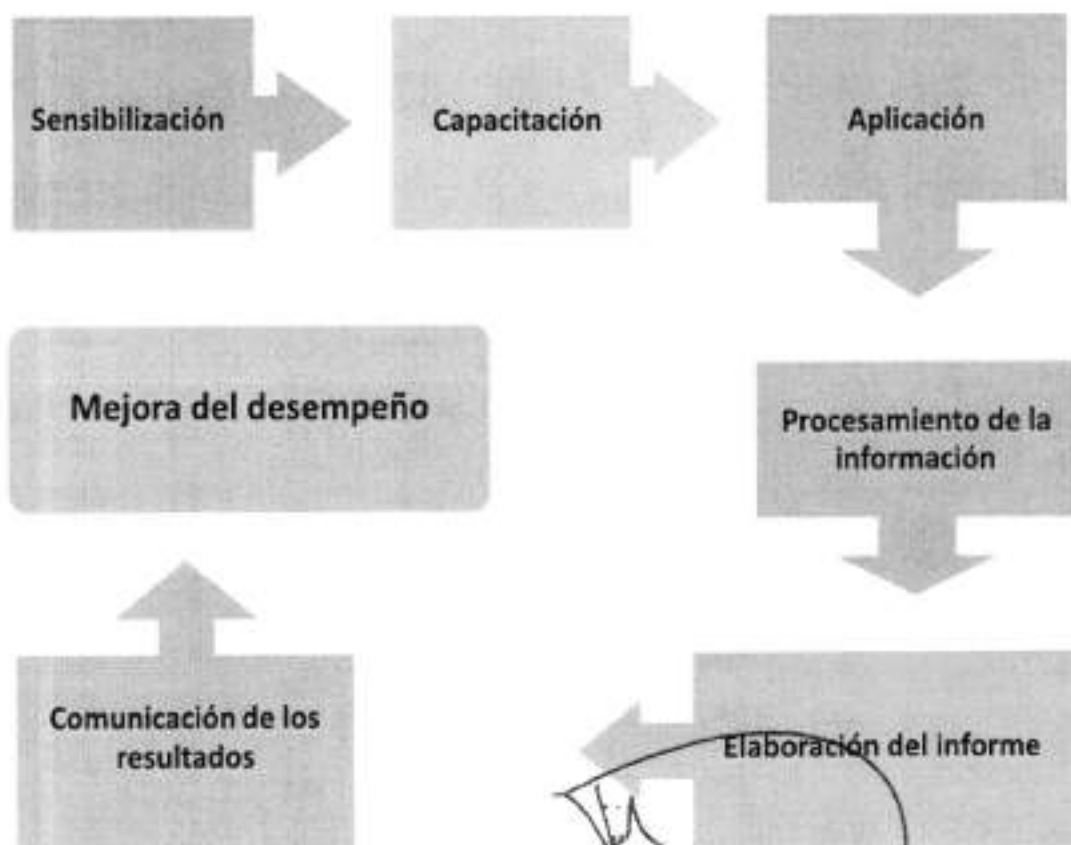 Sensibilización
Capacitación
Aplicación
Procesamiento de la
información
Elaboración del informe
Comunicación de los
resultados
Mejora del desempeño